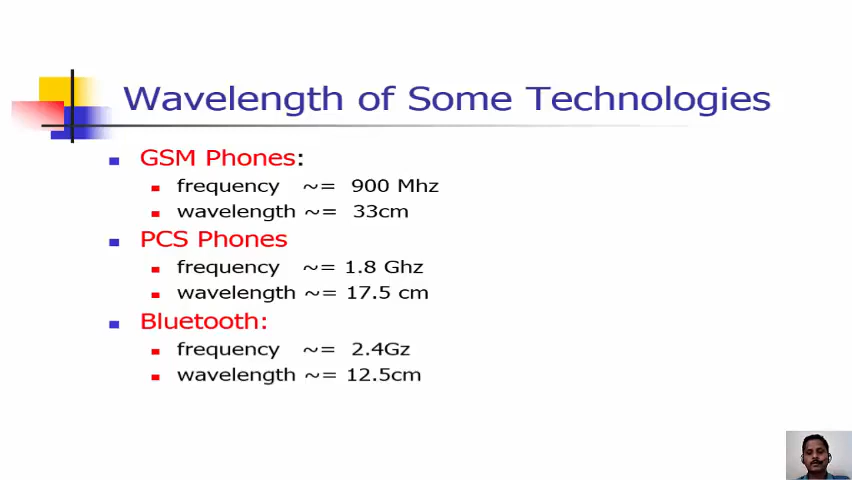 Wavelength of Some Technologies
GSM Phones:
frequency ~= 900 Mhz
wavelength ~= 33cm
PCS Phones
frequency ~= 1.8 Ghz
wavelength ~= 17.5 cm
Bluetooth:
frequency ~= 2.4Gz
wavelength ~= 12.5cm